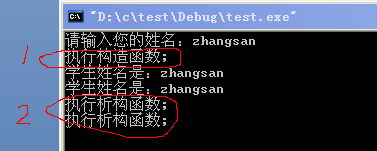 "D:\c\test\Debug\test.exe"
请输入您的姓名：zhangsan
1 执行构造函数；
学生姓名是：zhangsan
学生姓名是：zhangsan
2 执行析构函数；
执行析构函数；